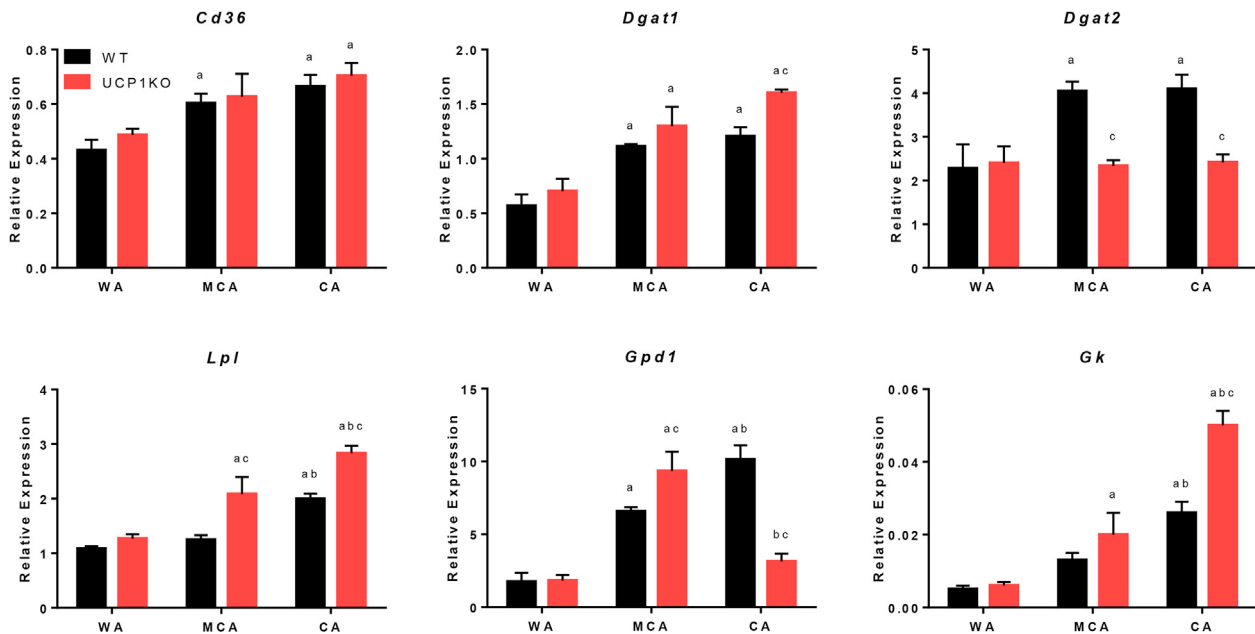 Cd36
Relative Expression
0.8
0.6
0.4
0.2
0.0
WT
UCP1KO
a
a
a
WA
MCA
CA
Dgat1
Relative Expression
2.0
1.5
1.0
0.5
0.0
a
a
a
ac
WA
MCA
CA
Dgat2
Relative Expression
5
4
3
2
1
0
a
c
a
c
WA
MCA
CA
Lpl
Relative Expression
4
3
2
1
0
ac
ab
abc
WA
MCA
CA
Gpd1
Relative Expression
15
10
5
0
a
ac
ab
bc
WA
MCA
CA
Gk
Relative Expression
0.06
0.04
0.02
0.00
a
ab
abc
WA
MCA
CA